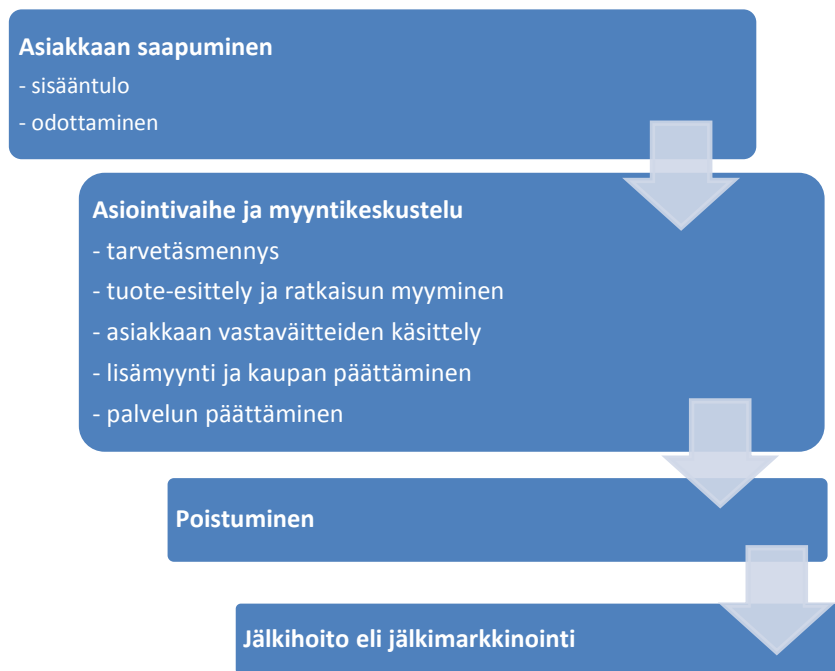 Asiakkaan saapuminen
- sisääntulo
- odottaminen
Asiointivaihe ja myyntikeskustelu
- tarvetäsmennys
- tuote-esittely ja ratkaisun myyminen
- asiakkaan vastaväitteiden käsittely
- lisämyynti ja kaupan päättäminen
- palvelun päättäminen
Poistuminen
Jälkihoito eli jälkimarkkinointi